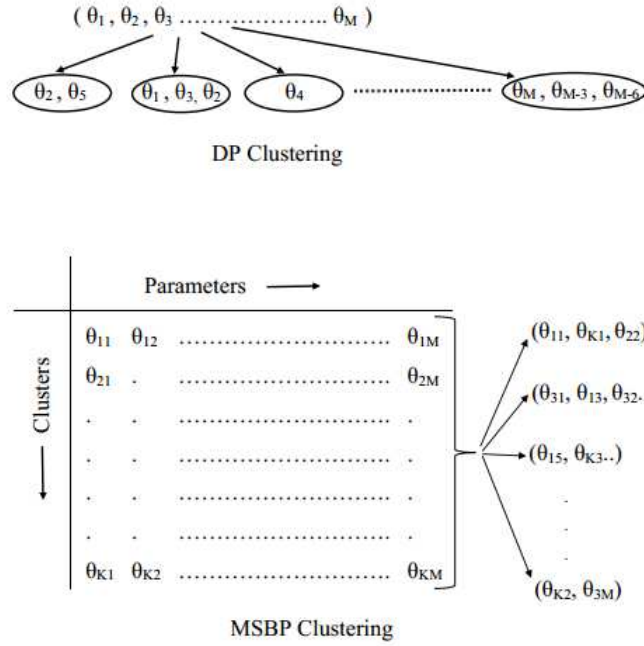 ( θ1 , θ2 , θ3 ........................... θM )
θ2 , θ5 θ1 , θ3, θ2 θ4 ........................ θM , θM-3 , θM-6
DP Clustering
Parameters
Clusters
θ11 θ12 ........................................ θ1M
θ21 . ........................................ θ2M
. . ........................................ .
. . ........................................ .
. . ........................................ .
. . ........................................ .
θK1 θK2 ........................................ θKM
(θ11, θK1, θ22)
(θ31, θ13, θ32..
(θ15, θK3..)
.
.
.
(θK2, θ3M)
MSBP Clustering